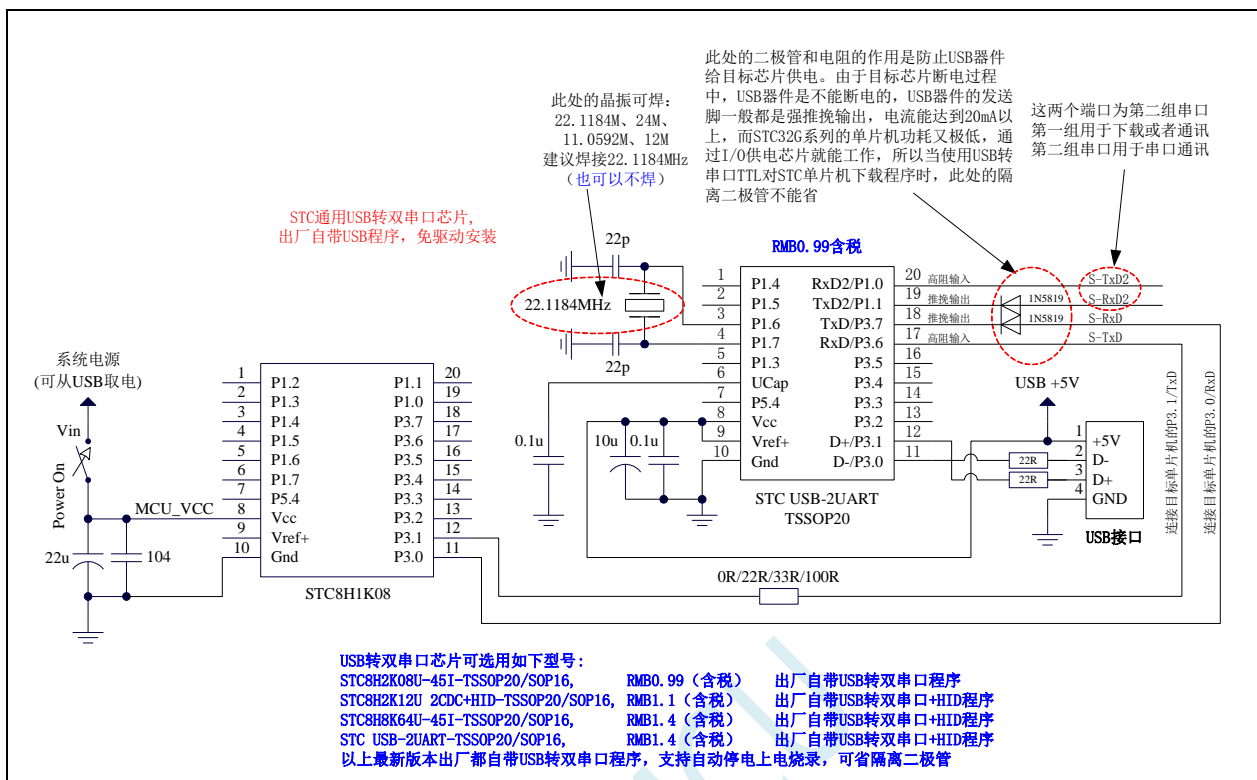 此处的二极管和电阻的作用是防止USB器件
给目标芯片供电。由于目标芯片断电过程
中，USB器件是不能断电的，USB器件的发送
脚一般都是强推挽输出，电流能达到20mA以
上，而STC32G系列的单片机功耗又极低，通
过I/O供电芯片就能工作，所以当使用USB转
串口TTL对STC单片机下载程序时，此处的隔
离二极管不能省
此处的晶振可焊：
22.1184M、24M、
11.0592M、12M
建议焊接22.1184MHz
（也可以不焊）
这两个端口为第二组串口
第一组用于下载或者通讯
第二组串口用于串口通讯
STC通用USB转双串口芯片，
出厂自带USB程序，免驱动安装
RMB0.99含税
22p
22.1184MHz
22p
1 P1.4
2 P1.5
3 P1.6
4 P1.7
5 P1.3
6 UCap
7 P5.4
8 Vcc
9 Vref+
10 Gnd
RxD2/P1.0 20 高阻输入 S-TxD2
TxD2/P1.1 19 推挽输出 1N5819 S-RxD2
TxD/P3.7 18 推挽输出 1N5819 S-RxD
RxD/P3.6 17 高阻输入 S-TxD
P3.5 16
P3.4 15
P3.3 14
P3.2 13
D+/P3.1 12
D-/P3.0 11
STC USB-2UART
TSSOP20
0.1u
10u
0.1u
USB +5V
22R
22R
1 +5V
2 D-
3 D+
4 GND
USB接口
连接目标单片机的P3.1/TxD
连接目标单片机的P3.0/RxD
系统电源
(可从USB取电)
Vin
Power On
MCU_VCC
22u
104
1 P1.2
2 P1.3
3 P1.4
4 P1.5
5 P1.6
6 P1.7
7 P5.4
8 Vcc
9 Vref+
10 Gnd
P1.1 20
P1.0 19
P3.7 18
P3.6 17
P3.5 16
P3.4 15
P3.3 14
P3.2 13
P3.1 12
P3.0 11
STC8H1K08
0R/22R/33R/100R
USB转双串口芯片可选用如下型号：
STC8H2K08U-45I-TSSOP20/SOP16, RMB0.99（含税） 出厂自带USB转双串口程序
STC8H2K12U 2CDC+HID-TSSOP20/SOP16, RMB1.1（含税） 出厂自带USB转双串口+HID程序
STC8H8K64U-45I-TSSOP20/SOP16, RMB1.4（含税） 出厂自带USB转双串口+HID程序
STC USB-2UART-TSSOP20/SOP16, RMB1.4（含税） 出厂自带USB转双串口+HID程序
以上最新版本出厂都自带USB转双串口程序，支持自动停电上电烧录，可省隔离二极管